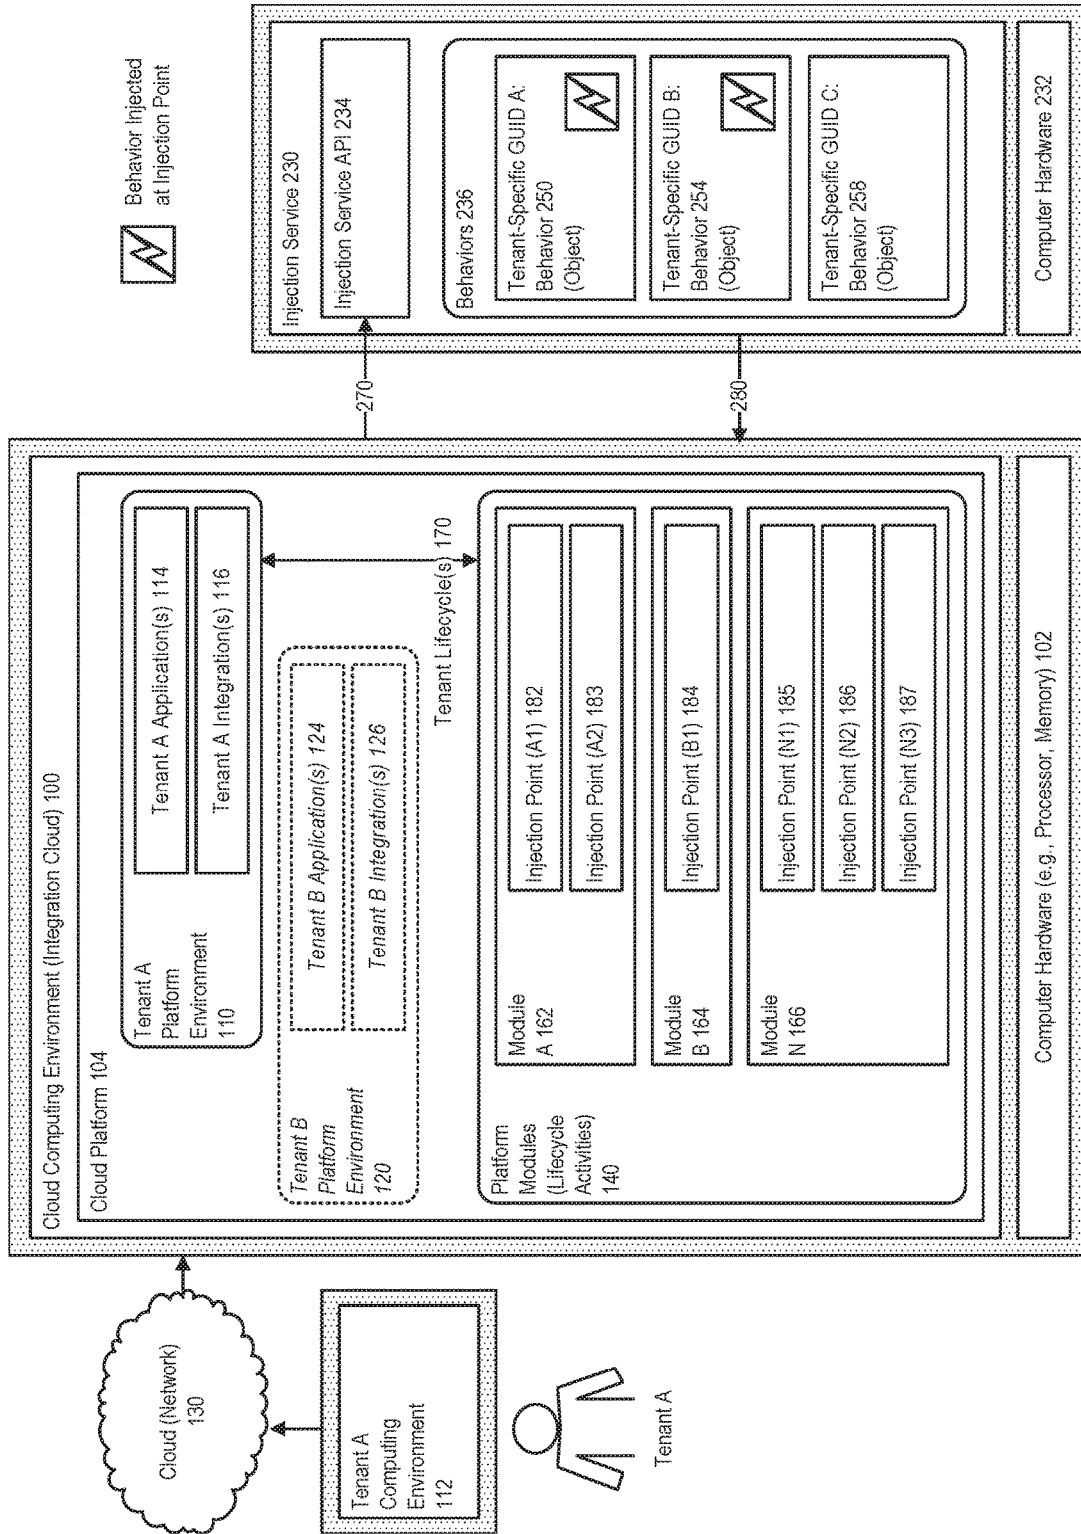 Cloud (Network)
130
Tenant A
Computing
Environment
112
Tenant A
Cloud Computing Environment (Integration Cloud) 100
Cloud Platform 104
Tenant A
Platform
Environment
110
Tenant A Application(s) 114
Tenant A Integration(s) 116
Tenant B
Platform
Environment
120
Tenant B Application(s) 124
Tenant B Integration(s) 126
Tenant Lifecycle(s) 170
Platform
Modules
(Lifecycle
Activities)
140
Module
A 162
Injection Point (A1) 182
Injection Point (A2) 183
Module
B 164
Injection Point (B1) 184
Module
N 166
Injection Point (N1) 185
Injection Point (N2) 186
Injection Point (N3) 187
Computer Hardware (e.g., Processor, Memory) 102
270
280
Behavior Injected
at Injection Point
Injection Service 230
Injection Service API 234
Behaviors 236
Tenant-Specific GUID A:
Behavior 250
(Object)
Tenant-Specific GUID B:
Behavior 254
(Object)
Tenant-Specific GUID C:
Behavior 258
(Object)
Computer Hardware 232